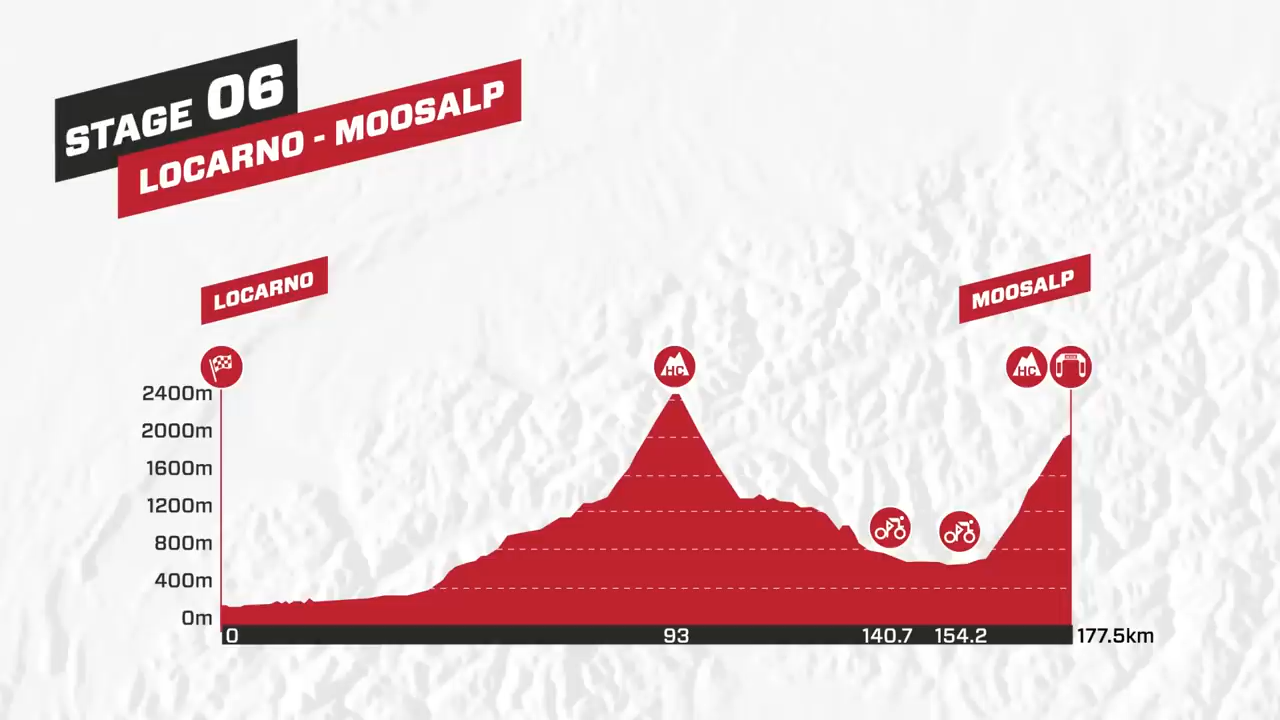 STAGE 06
LOCARNO - MOOSALP
LOCARNO
MOOSALP
HC
HC
2400m
2000m
1600m
1200m
800m
400m
0m
0 93 140.7 154.2 177.5km